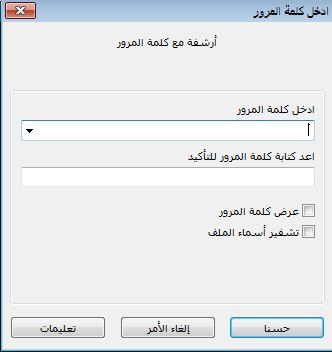 ادخل كلمة المرور
أرشفة مع كلمة المرور
ادخل كلمة المرور
اعد كتابة كلمة المرور للتأكيد
عرض كلمة المرور
تشفير أسماء الملف
حسنا
إلغاء الأمر
تعليمات